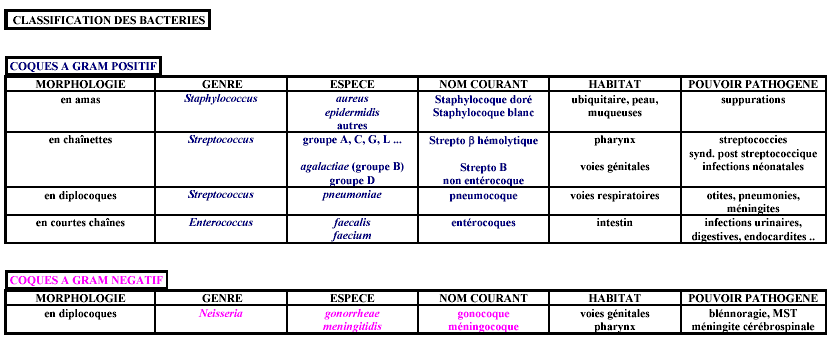 CLASSIFICATION DES BACTERIES
COQUES A GRAM POSITIF
MORPHOLOGIE GENRE ESPECE NOM COURANT HABITAT POUVOIR PATHOGENE
en amas Staphylococcus aureus Staphylocoque doré ubiquitaire, peau, suppurations
epidermidis Staphylocoque blanc muqueuses
autres
en chaînettes Streptococcus groupe A, C, G, L ... Strepto β hémolytique pharynx streptococcies
synd. post streptococcique
agalactiae (groupe B) Strepto B voies génitales infections néonatales
groupe D non entérocoque
en diplocoques Streptococcus pneumoniae pneumocoque voies respiratoires otites, pneumonies,
méningites
en courtes chaînes Enterococcus faecalis entérocoques intestin infections urinaires,
faecium digestives, endocardites ..
COQUES A GRAM NEGATIF
MORPHOLOGIE GENRE ESPECE NOM COURANT HABITAT POUVOIR PATHOGENE
en diplocoques Neisseria gonorrheae gonocoque voies génitales blénnoragie, MST
meningitidis méningocoque pharynx méningite cérébrospinale